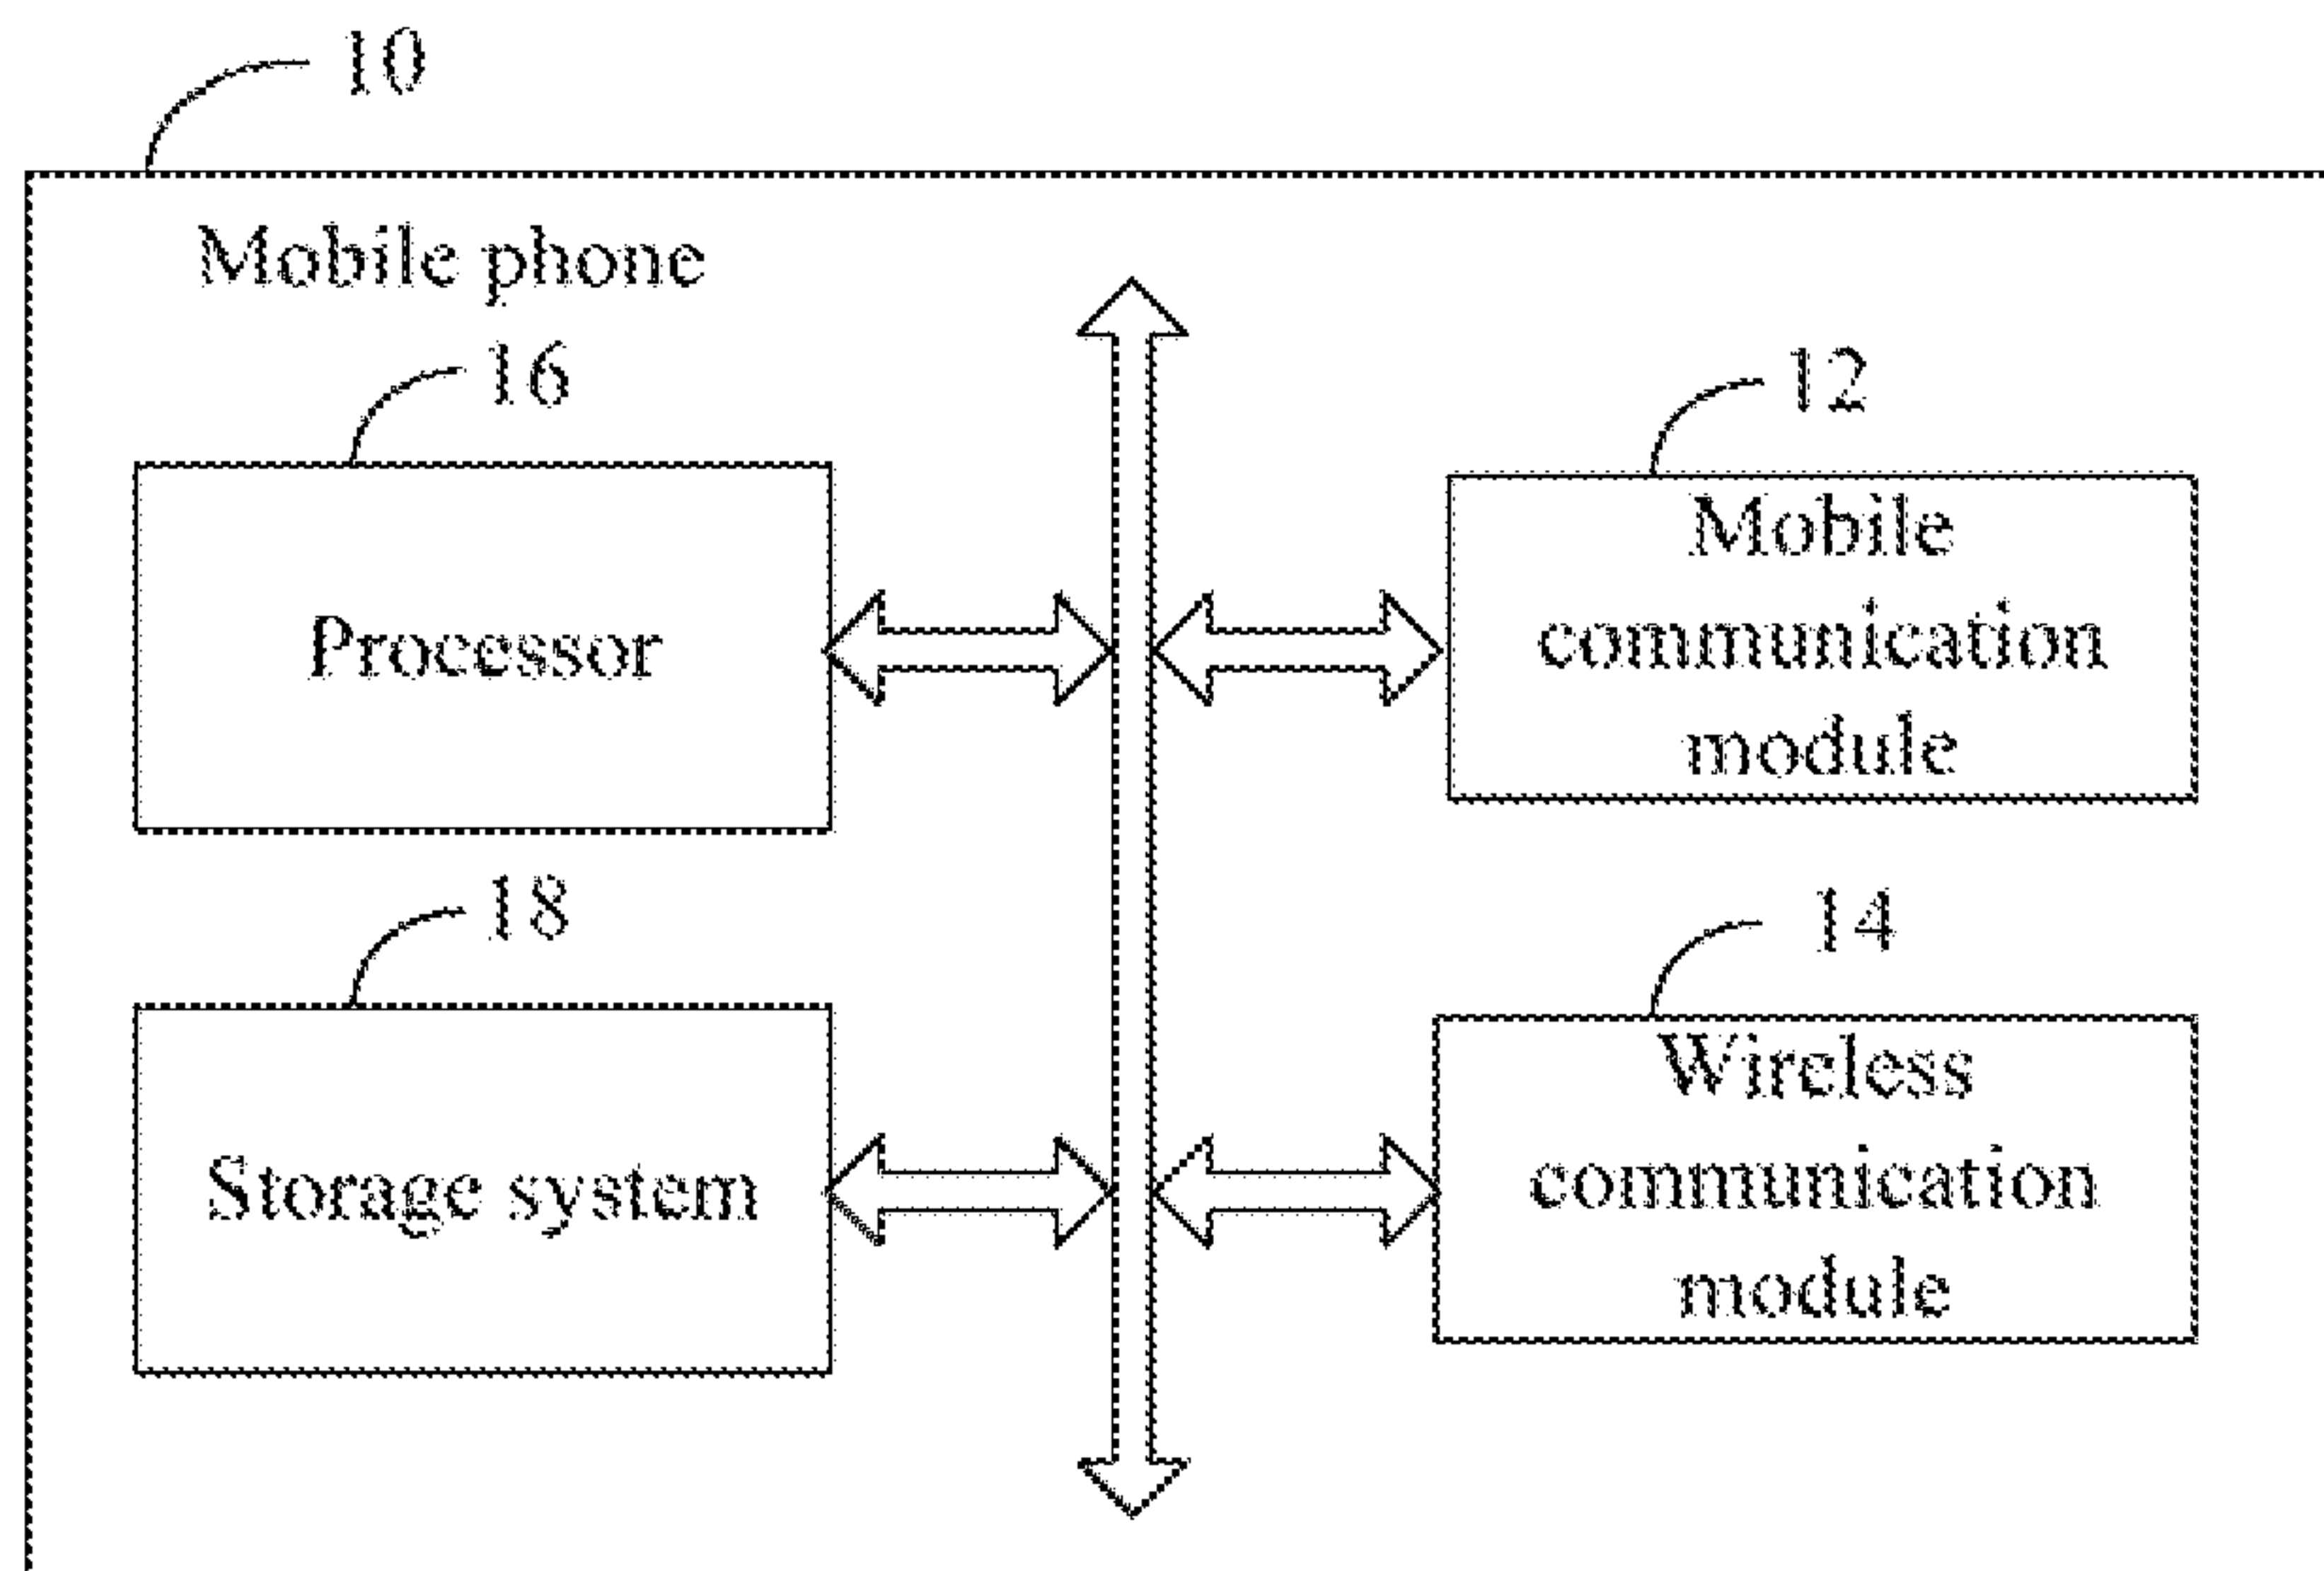 10
Mobile phone
16
Processor
12
Mobile
communication
module
18
Storage system
14
Wireless
communication
module